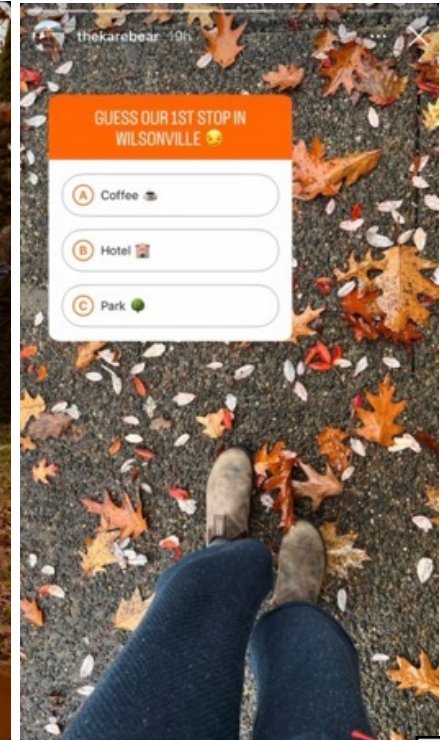 thekarebear 19h
GUESS OUR 1ST STOP IN
WILSONVILLE 😏
A Coffee ☕
B Hotel 🏩
C Park 🌳